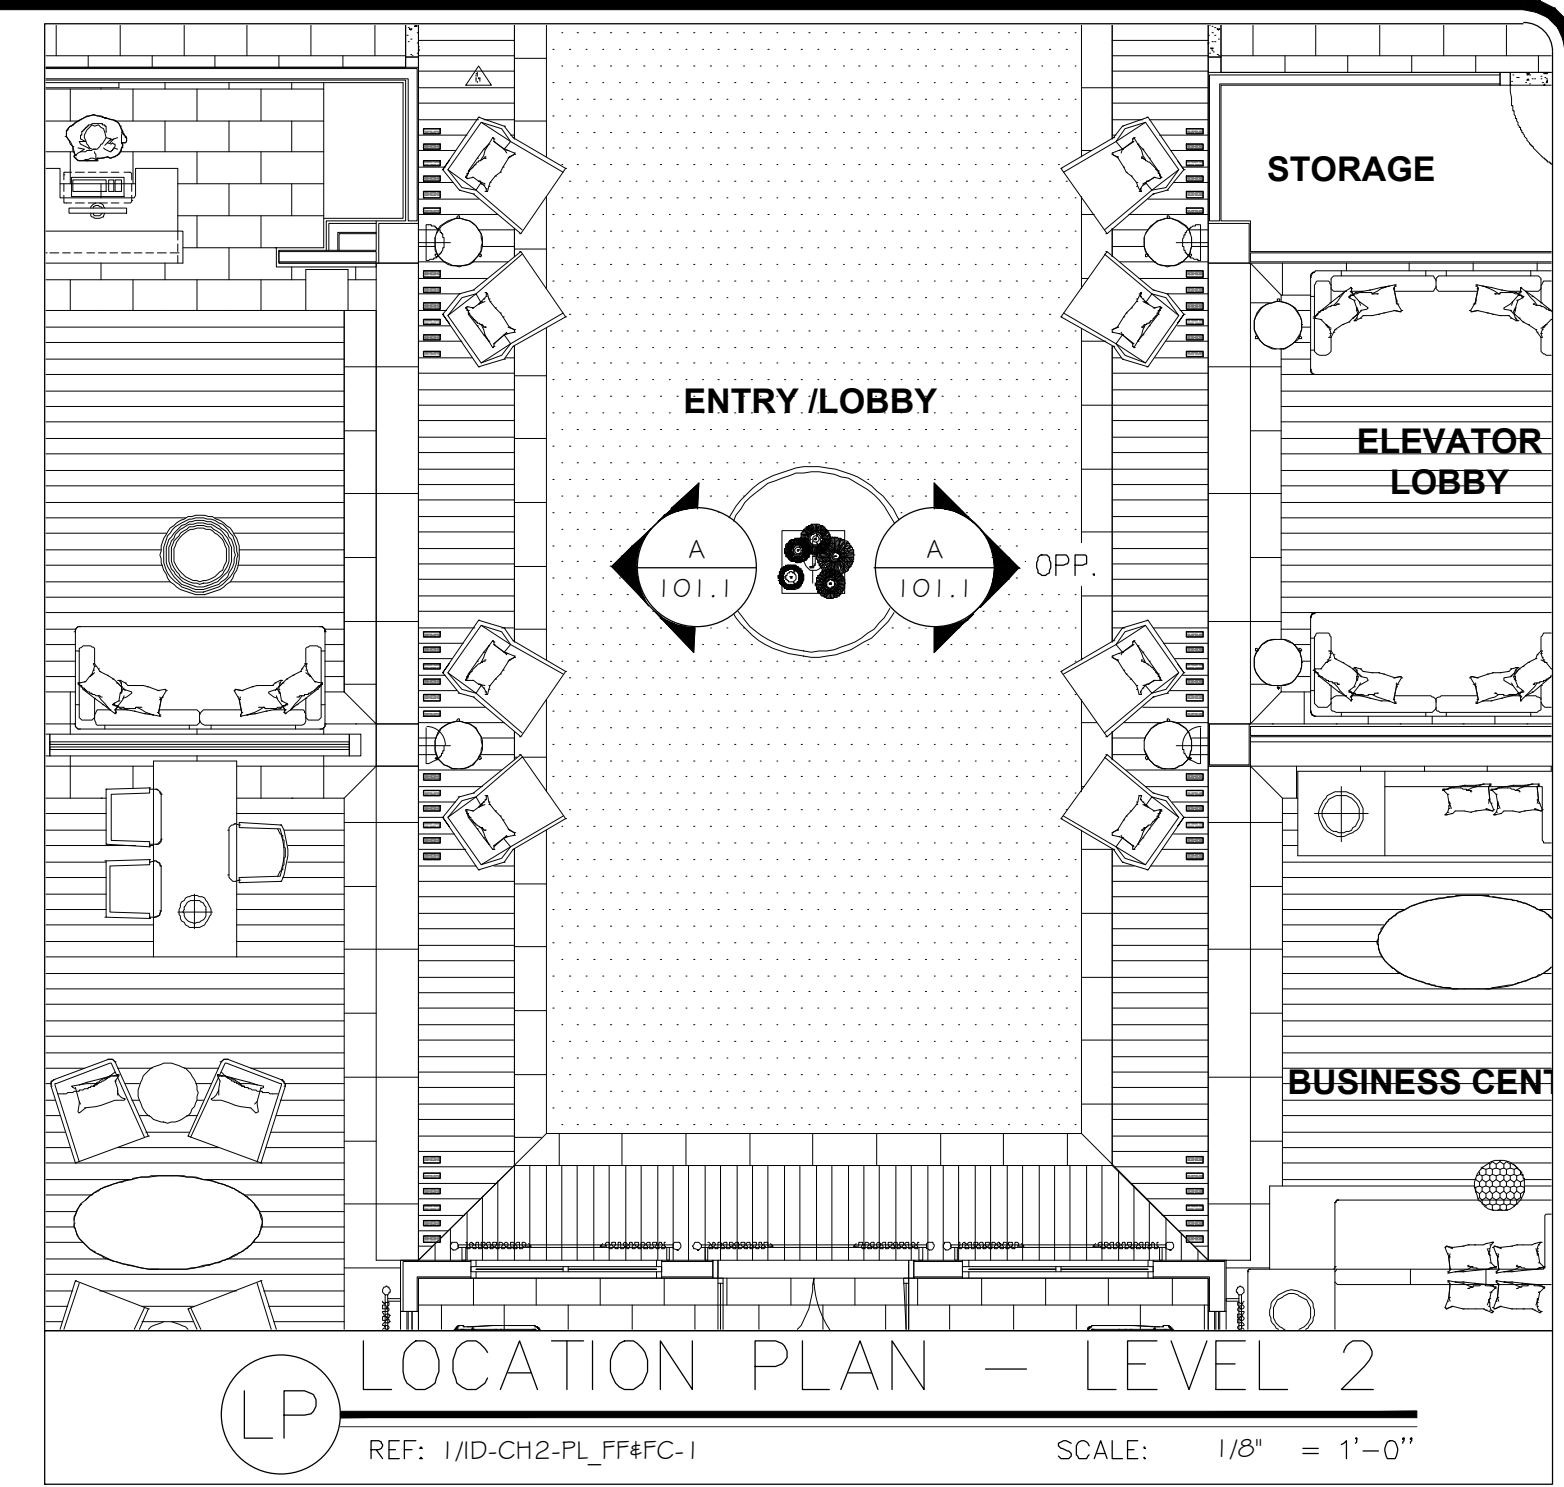 STORAGE
ENTRY /LOBBY
ELEVATOR
LOBBY
A
101.1
A
101.1
OPP.
BUSINESS CENT
LOCATION PLAN - LEVEL 2
LP
REF: 1/ID-CH2-PL_FF&FC-1
SCALE: 1/8" = 1'-0"